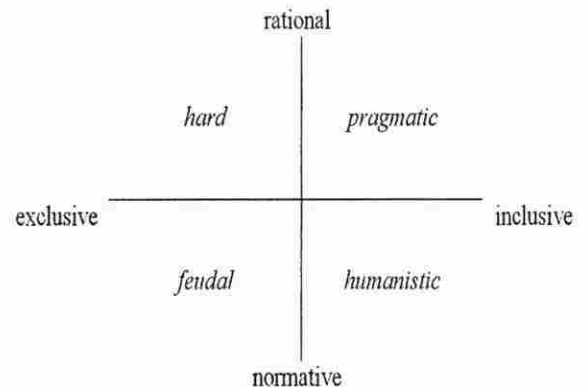 rational
hard pragmatic
exclusive inclusive
feudal humanistic
normative